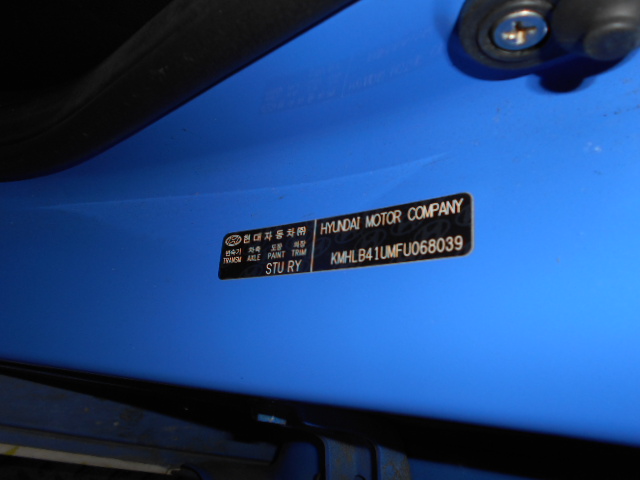 현대자동차㈜
변속기 차축 도장 의장
TRANSM AXLE PAINT TRIM
STU RY
HYUNDAI MOTOR COMPANY
KMHLB41UMFU068039